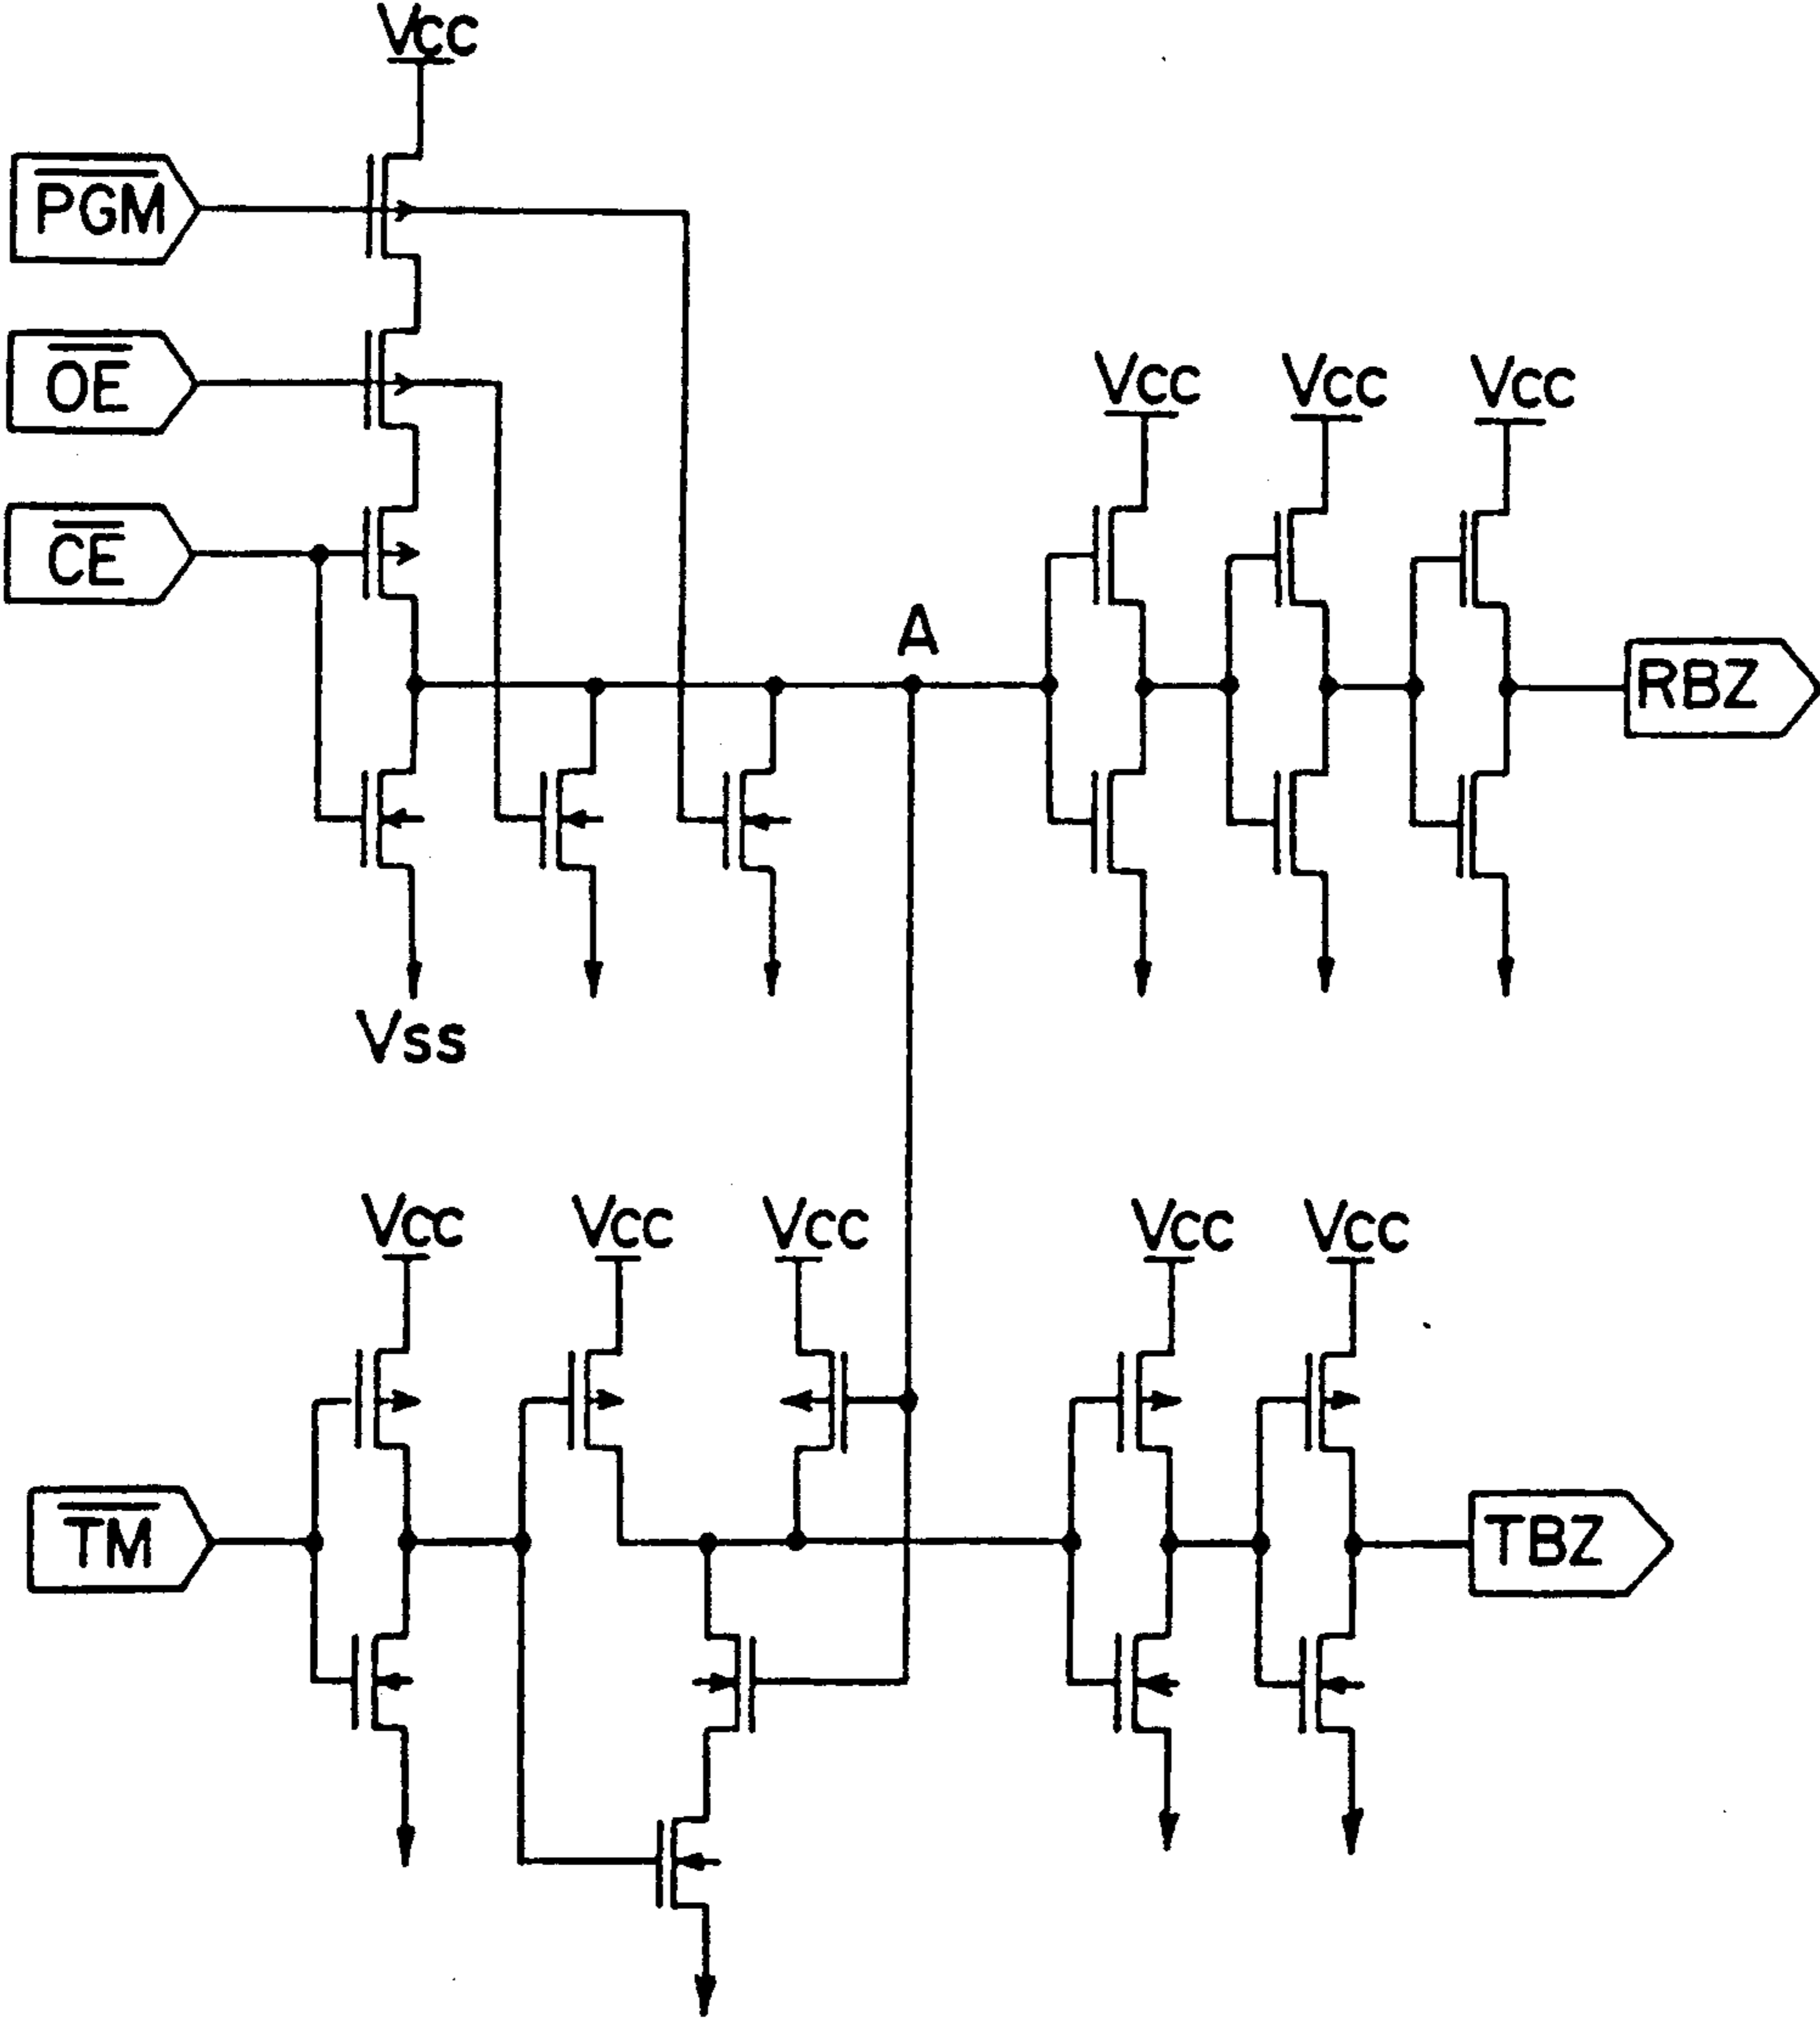 Vcc
PGM
OE
Vcc Vcc Vcc
CE
A
RBZ
Vss
Vcc Vcc Vcc Vcc Vcc
TM
TBZ